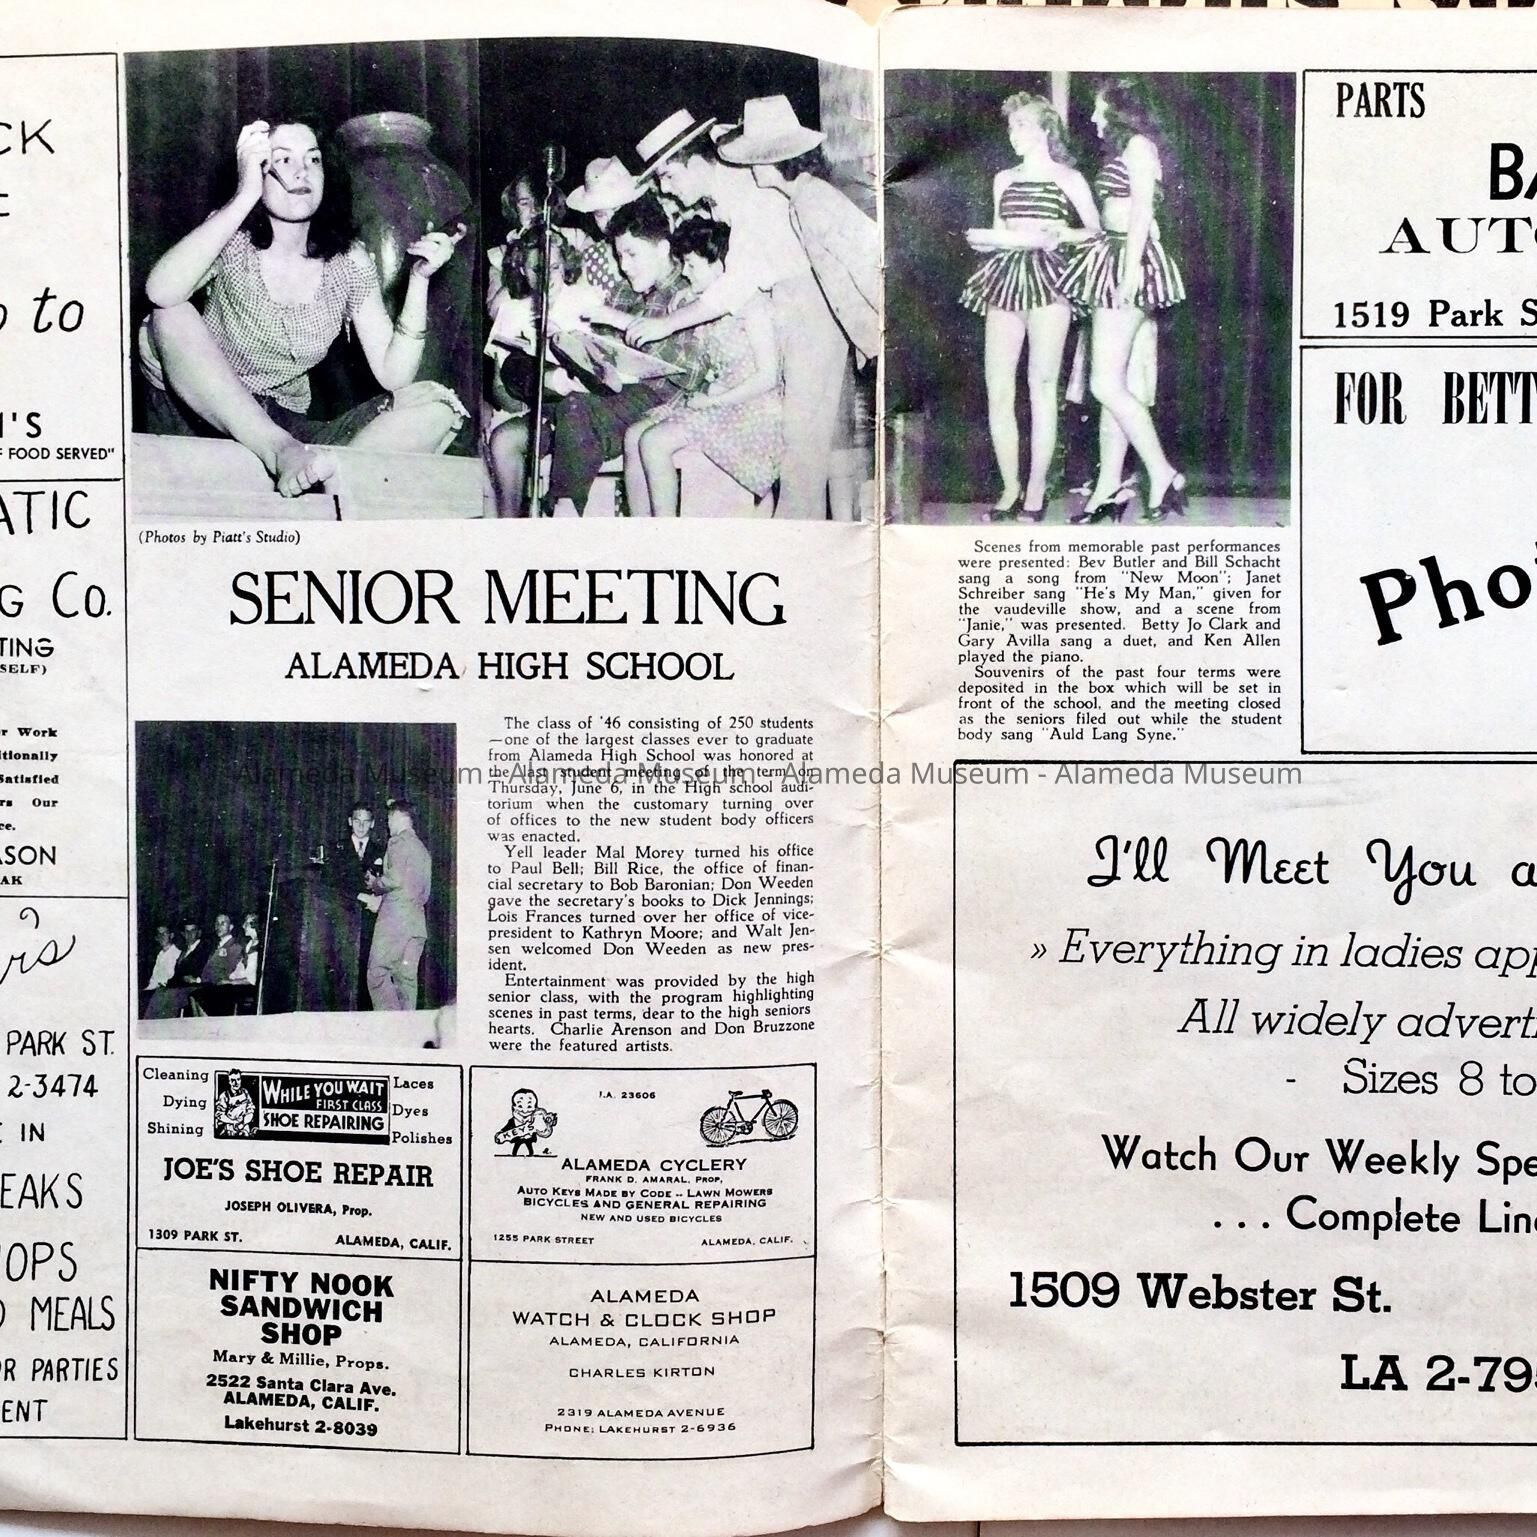 CK
to
'S
FOOD SERVED"
ATIC
G Co.
TING
SELF)
r Work
itionally
Satisfied
rs Our
ce.
ASON
AK
PARK ST.
2-3474
IN
EAKS
OPS
MEALS
OR PARTIES
ENT
(Photos by Piatt's Studio)
SENIOR MEETING
ALAMEDA HIGH SCHOOL
The class of '46 consisting of 250 students
—one of the largest classes ever to graduate
from Alameda High School was honored at
the last student meeting of the term on
Thursday, June 6, in the High school audi-
torium when the customary turning over
of offices to the new student body officers
was enacted.
Yell leader Mal Morey turned his office
to Paul Bell; Bill Rice, the office of finan-
cial secretary to Bob Baronian; Don Weeden
gave the secretary's books to Dick Jennings;
Lois Frances turned over her office of vice-
president to Kathryn Moore; and Walt Jen-
sen welcomed Don Weeden as new pres-
ident.
Entertainment was provided by the high
senior class, with the program highlighting
scenes in past terms, dear to the high seniors
hearts. Charlie Arenson and Don Bruzzone
were the featured artists.
Cleaning
Dying
Shining
WHILE YOU WAIT
FIRST CLASS
SHOE REPAIRING
Laces
Dyes
Polishes
JOE'S SHOE REPAIR
JOSEPH OLIVERA, Prop.
1309 PARK ST. ALAMEDA, CALIF.
LA. 23606
KEYS
ALAMEDA CYCLERY
FRANK D. AMARAL, PROP.
AUTO KEYS MADE BY CODE -- LAWN MOWERS
BICYCLES AND GENERAL REPAIRING
NEW AND USED BICYCLES
1255 PARK STREET ALAMEDA, CALIF.
NIFTY NOOK
SANDWICH
SHOP
Mary & Millie, Props.
2522 Santa Clara Ave.
ALAMEDA, CALIF.
Lakehurst 2-8039
ALAMEDA
WATCH & CLOCK SHOP
ALAMEDA, CALIFORNIA
CHARLES KIRTON
2319 ALAMEDA AVENUE
PHONE: LAKEHURST 2-6936
Scenes from memorable past performances
were presented: Bev Butler and Bill Schacht
sang a song from "New Moon"; Janet
Schreiber sang "He's My Man," given for
the vaudeville show, and a scene from
"Janie," was presented. Betty Jo Clark and
Gary Avilla sang a duet, and Ken Allen
played the piano.
Souvenirs of the past four terms were
deposited in the box which will be set in
front of the school, and the meeting closed
as the seniors filed out while the student
body sang "Auld Lang Syne."
PARTS
BA
AUTO
1519 Park S
FOR BETT
Pho
I'll Meet You a
» Everything in ladies app
All widely adverti
- Sizes 8 to
Watch Our Weekly Spe
... Complete Lin
1509 Webster St.
LA 2-795
Alameda Museum - Alameda Museum - Alameda Museum - Alameda Museum